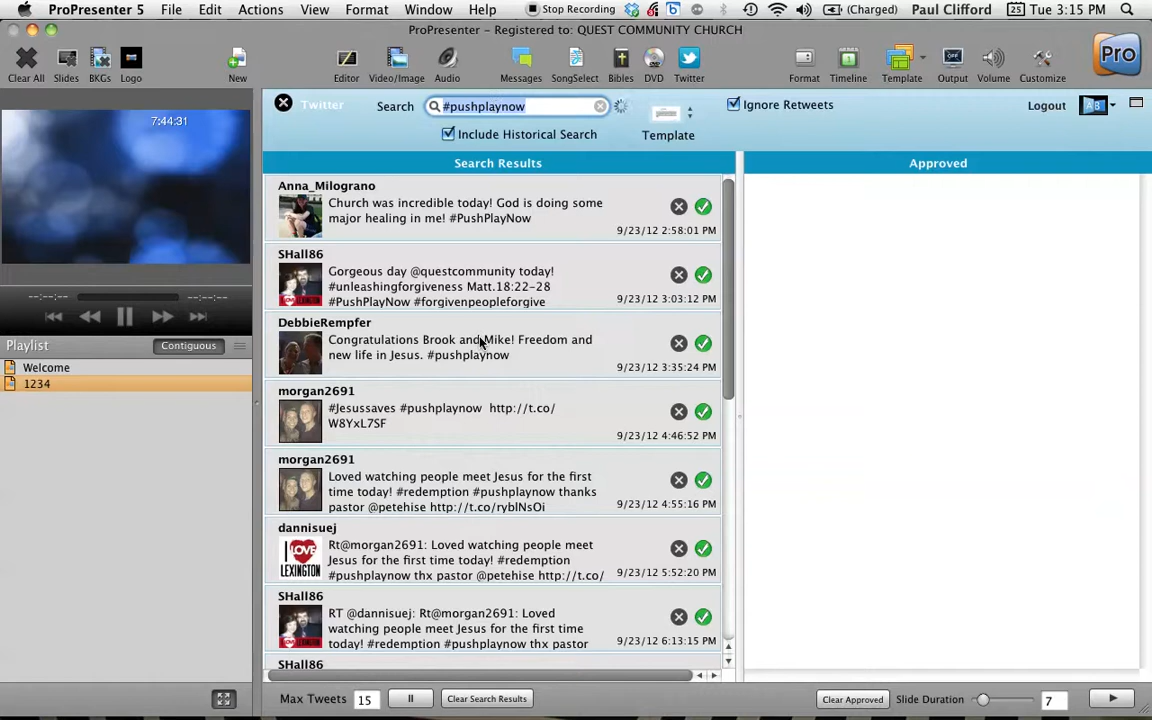 ProPresenter 5 File Edit Actions View Format Window Help Stop Recording (Charged) Paul Clifford 25 Tue 3:15 PM
ProPresenter – Registered to: QUEST COMMUNITY CHURCH
Clear All Slides BKGs Logo New Editor Video/Image Audio Messages SongSelect Bibles DVD Twitter Format Timeline Template Output Volume Customize Pro
7:44:31
--:--:-- --:--:--
Playlist Contiguous
Welcome
1234
Twitter Search #pushplaynow Ignore Retweets Logout AB
Include Historical Search Template
Search Results Approved
Anna_Milograno
Church was incredible today! God is doing some
major healing in me! #PushPlayNow
9/23/12 2:58:01 PM
SHall86
Gorgeous day @questcommunity today!
#unleashingforgiveness Matt.18:22-28
#PushPlayNow #forgivenpeopleforgive
9/23/12 3:03:12 PM
DebbieRempfer
Congratulations Brook and Mike! Freedom and
new life in Jesus. #pushplaynow
9/23/12 3:35:24 PM
morgan2691
#Jesussaves #pushplaynow http://t.co/
W8YxL7SF
9/23/12 4:46:52 PM
morgan2691
Loved watching people meet Jesus for the first
time today! #redemption #pushplaynow thanks
pastor @petehise http://t.co/ryblNsOi
9/23/12 4:55:16 PM
dannisuej
I LOVE
LEXINGTON
Rt@morgan2691: Loved watching people meet
Jesus for the first time today! #redemption
#pushplaynow thx pastor @petehise http://t.co/
9/23/12 5:52:20 PM
SHall86
RT @dannisuej: Rt@morgan2691: Loved
watching people meet Jesus for the first time
today! #redemption #pushplaynow thx pastor
9/23/12 6:13:15 PM
SHall86
Max Tweets 15 Clear Search Results Clear Approved Slide Duration 7